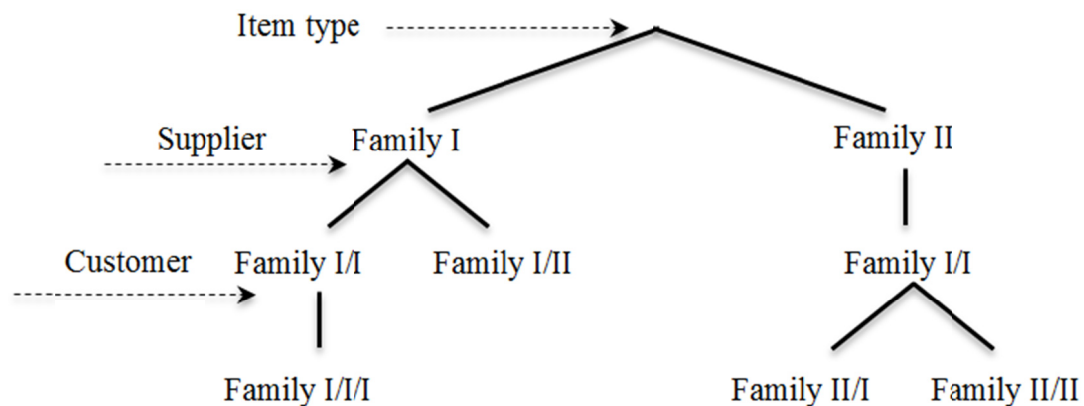 Item type
Supplier
Family I
Family II
Customer
Family I/I
Family I/II
Family I/I
Family I/I/I
Family II/I
Family II/II